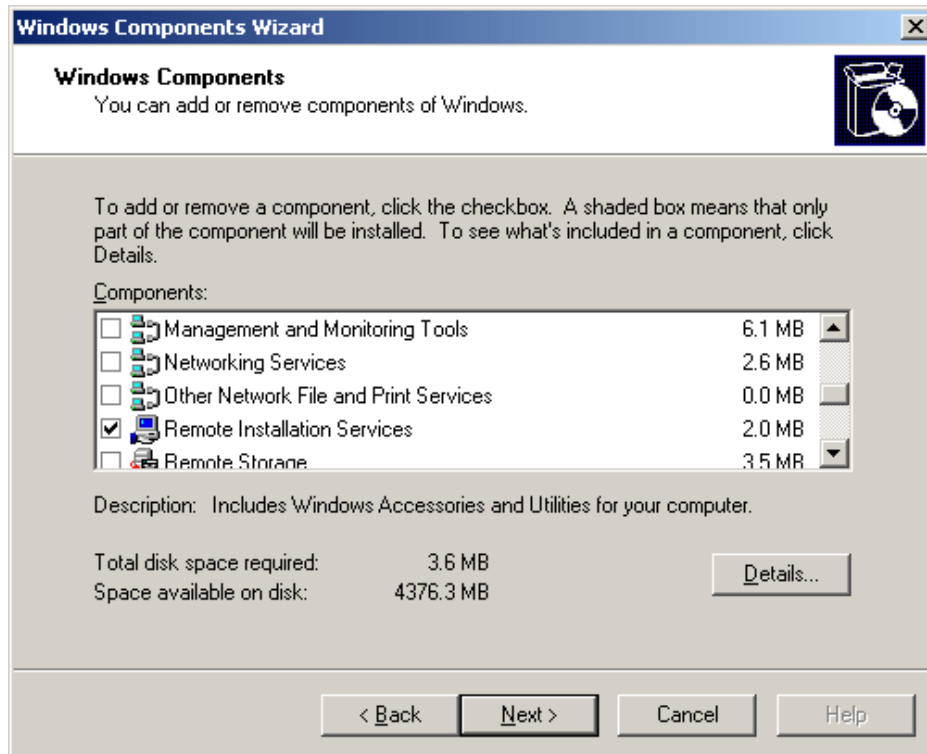 Windows Components Wizard
Windows Components
You can add or remove components of Windows.
To add or remove a component, click the checkbox. A shaded box means that only
part of the component will be installed. To see what's included in a component, click
Details.
Components:
Management and Monitoring Tools 6.1 MB
Networking Services 2.6 MB
Other Network File and Print Services 0.0 MB
Remote Installation Services 2.0 MB
Remote Storage 3.5 MB
Description: Includes Windows Accessories and Utilities for your computer.
Total disk space required: 3.6 MB
Space available on disk: 4376.3 MB
Details...
< Back Next > Cancel Help